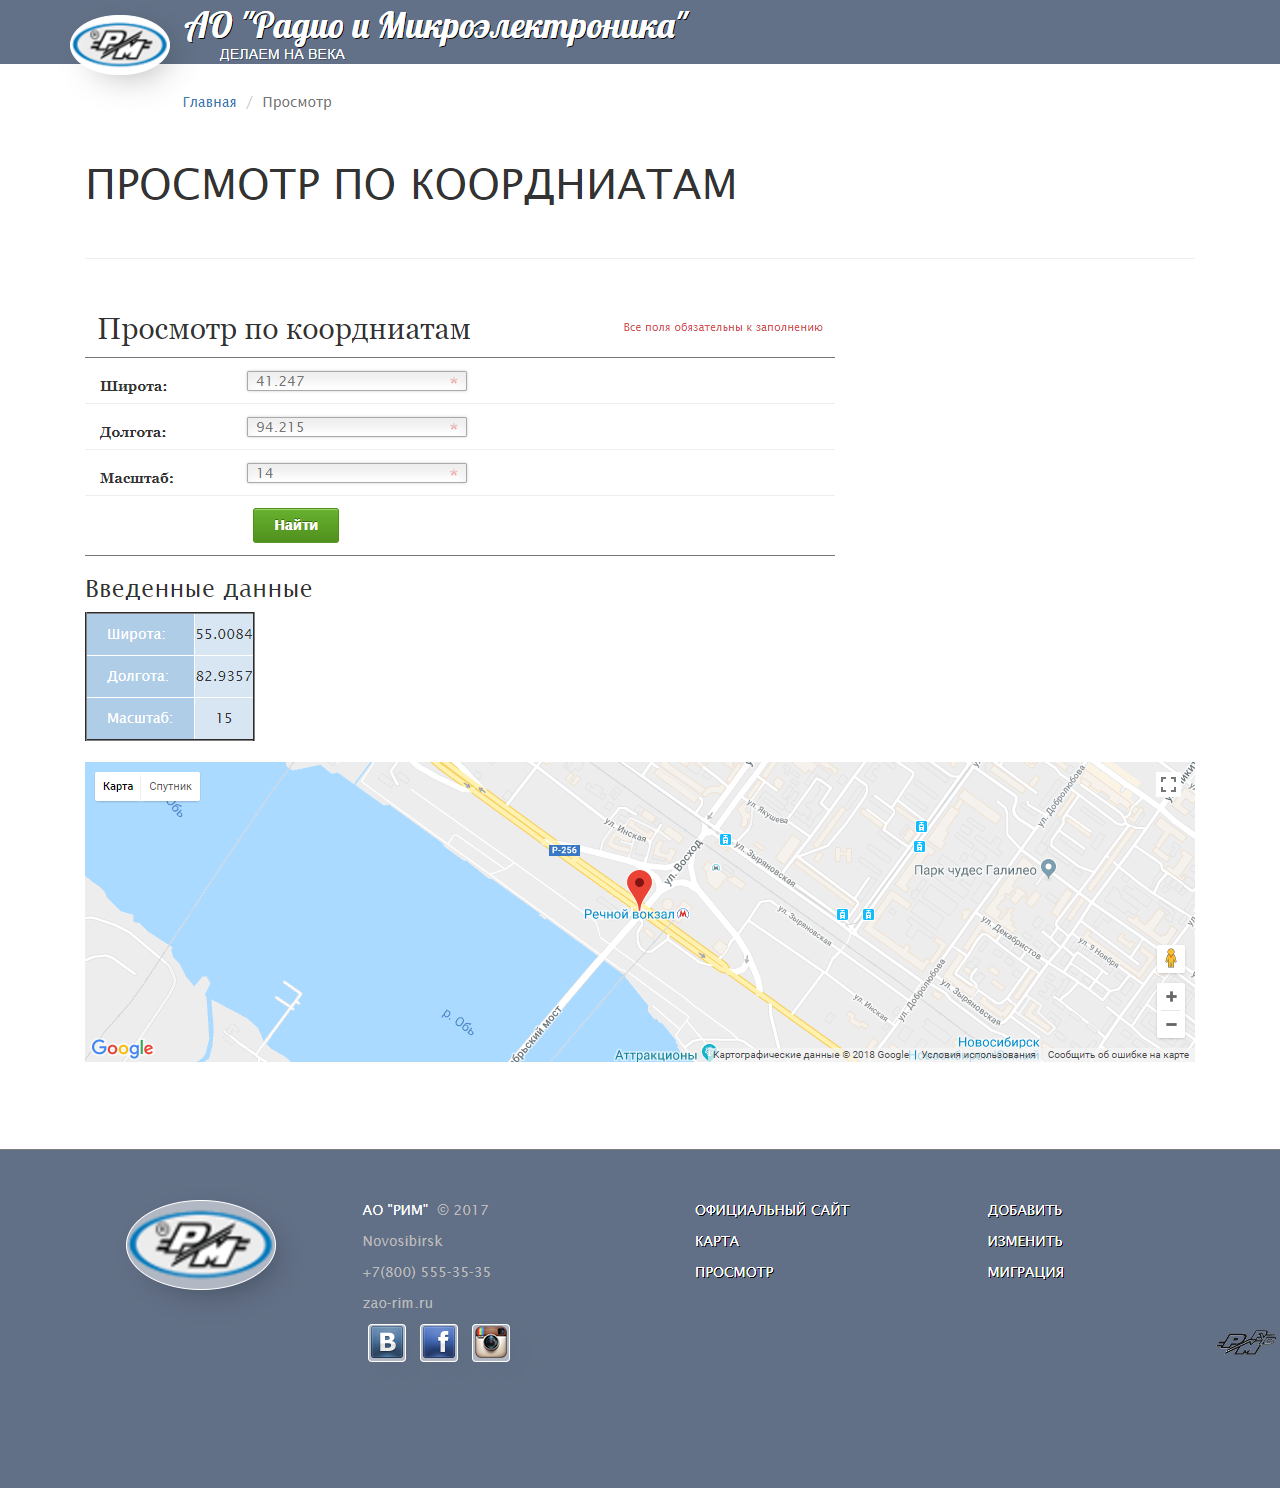 АО "Радио и Микроэлектроника"
ДЕЛАЕМ НА ВЕКА
РМ
Главная / Просмотр
ПРОСМОТР ПО КООРДНИАТАМ
Просмотр по коордниатам
Все поля обязательны к заполнению
Широта: 41.247 *
Долгота: 94.215 *
Масштаб: 14 *
Найти
Введенные данные
Широта: 55.0084
Долгота: 82.9357
Масштаб: 15
Карта Спутник
Обь
ул. Якушева
ул. Добролюбова
ул. Инская
ул. Восход
Р-256
ул. Зыряновская
Парк чудес Галилео
Речной вокзал
ул. Зыряновская
ул. Декабристов
ул. 9 Ноября
ул. Добролюбова
ул. Зыряновская
ул. Инская
р. Обь
брьский мост
Новосибирск
Аттракционы
Google
Картографические данные © 2018 Google
Условия использования
Сообщить об ошибке на карте
РМ
АО "РИМ" © 2017
Novosibirsk
+7(800) 555-35-35
zao-rim.ru
ОФИЦИАЛЬНЫЙ САЙТ
КАРТА
ПРОСМОТР
ДОБАВИТЬ
ИЗМЕНИТЬ
МИГРАЦИЯ